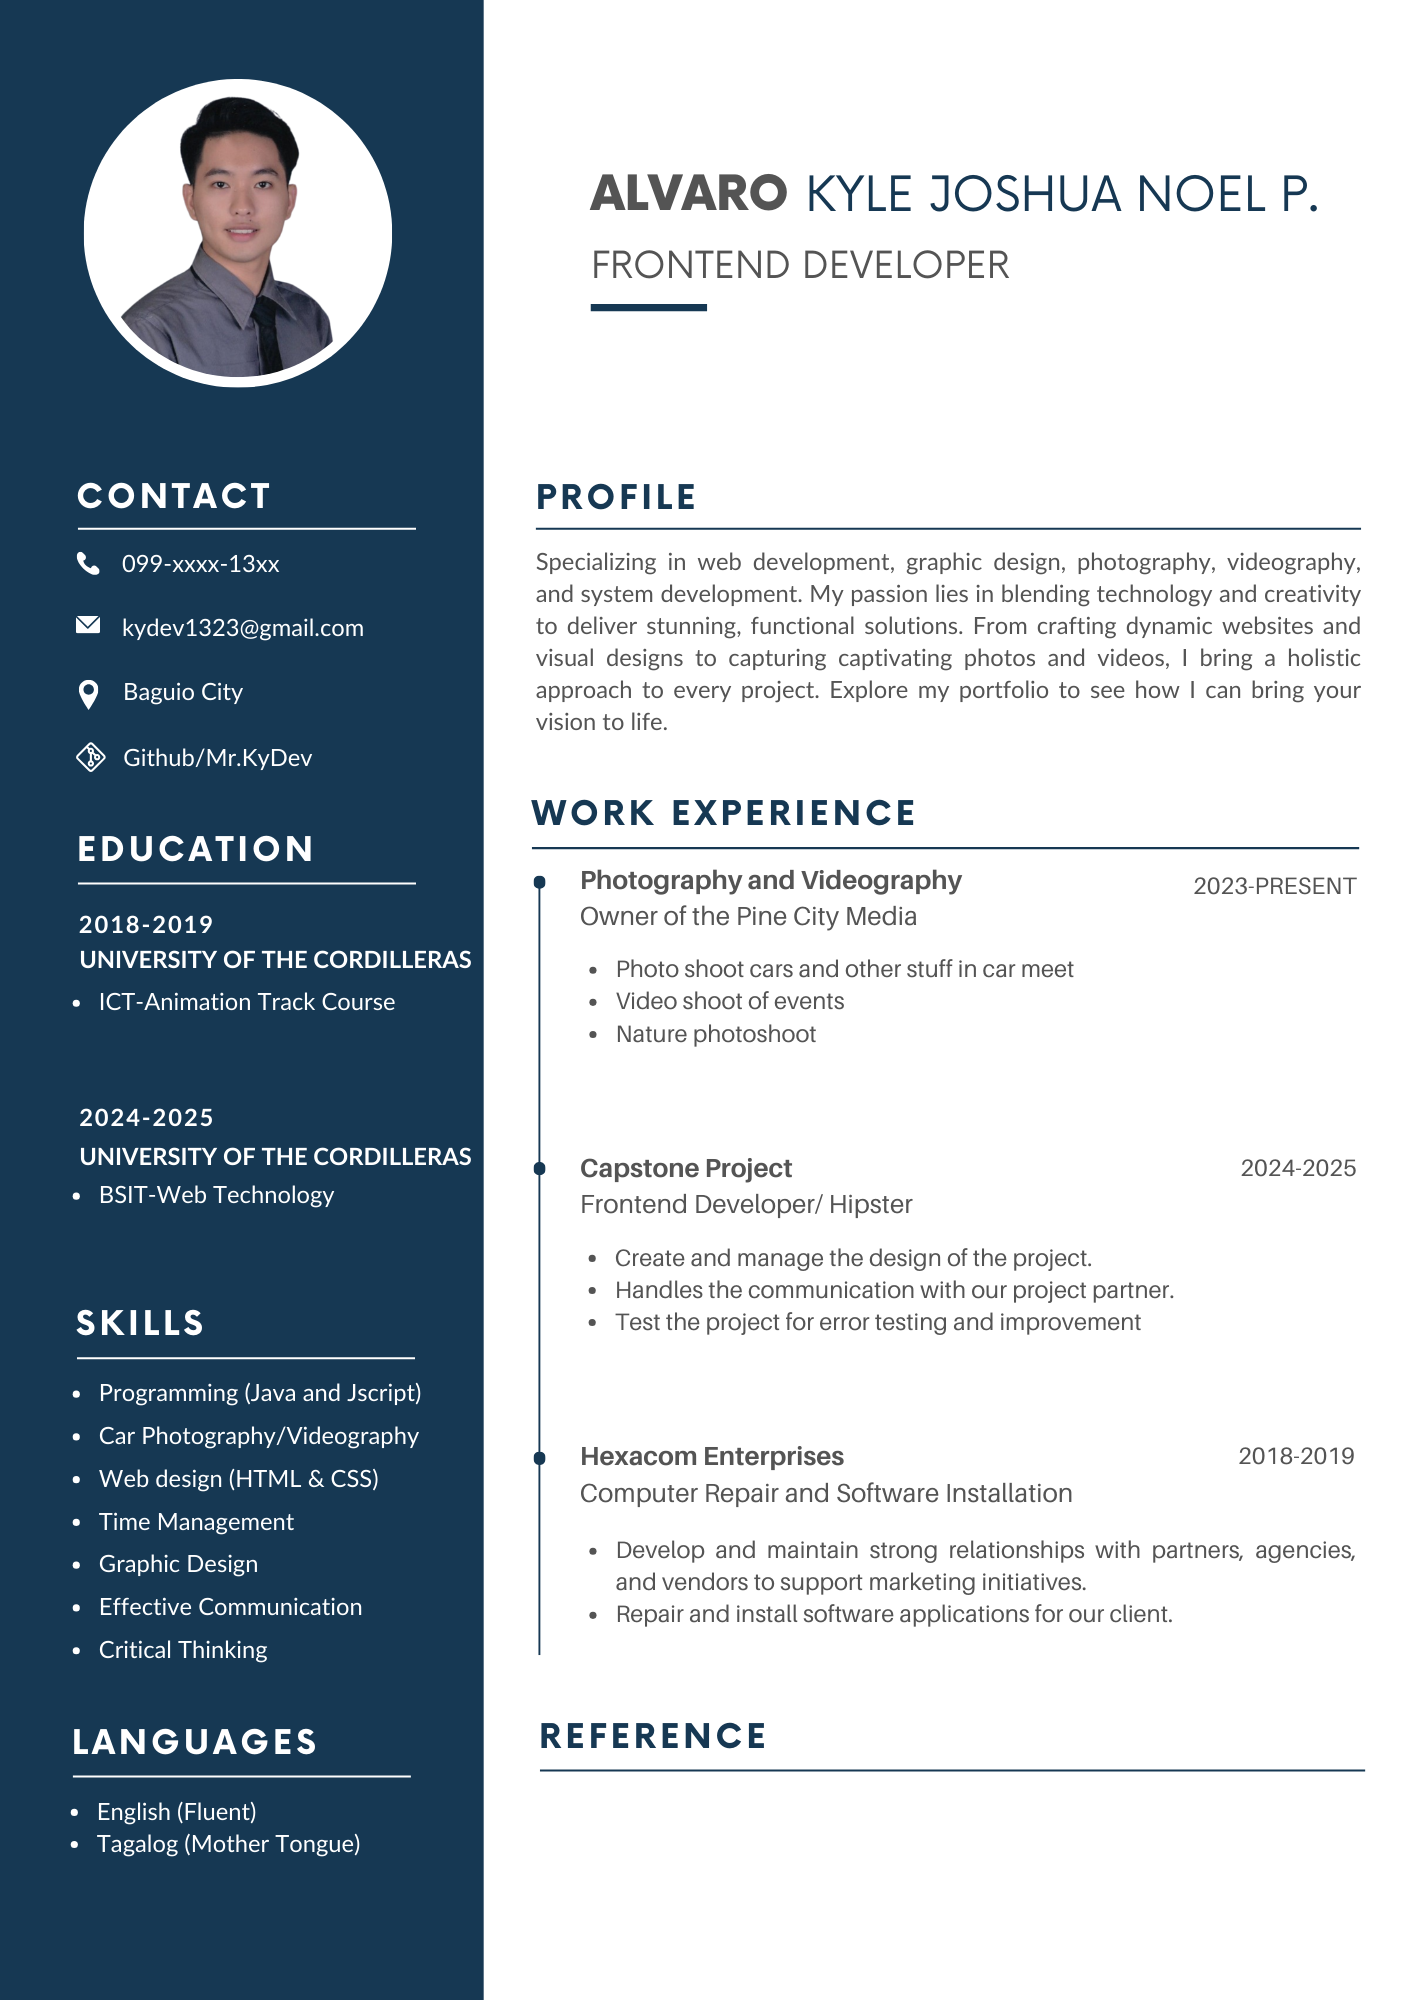 ALVARO KYLE JOSHUA NOEL P.
FRONTEND DEVELOPER
CONTACT
099-xxxx-13xx
kydev1323@gmail.com
Baguio City
Github/Mr.KyDev
EDUCATION
2018-2019
UNIVERSITY OF THE CORDILLERAS
• ICT-Animation Track Course
2024-2025
UNIVERSITY OF THE CORDILLERAS
• BSIT-Web Technology
SKILLS
• Programming (Java and Jscript)
• Car Photography/Videography
• Web design (HTML & CSS)
• Time Management
• Graphic Design
• Effective Communication
• Critical Thinking
LANGUAGES
• English (Fluent)
• Tagalog (Mother Tongue)
PROFILE
Specializing in web development, graphic design, photography, videography,
and system development. My passion lies in blending technology and creativity
to deliver stunning, functional solutions. From crafting dynamic websites and
visual designs to capturing captivating photos and videos, I bring a holistic
approach to every project. Explore my portfolio to see how I can bring your
vision to life.
WORK EXPERIENCE
Photography and Videography 2023-PRESENT
Owner of the Pine City Media
• Photo shoot cars and other stuff in car meet
• Video shoot of events
• Nature photoshoot
Capstone Project 2024-2025
Frontend Developer/ Hipster
• Create and manage the design of the project.
• Handles the communication with our project partner.
• Test the project for error testing and improvement
Hexacom Enterprises 2018-2019
Computer Repair and Software Installation
• Develop and maintain strong relationships with partners, agencies,
and vendors to support marketing initiatives.
• Repair and install software applications for our client.
REFERENCE